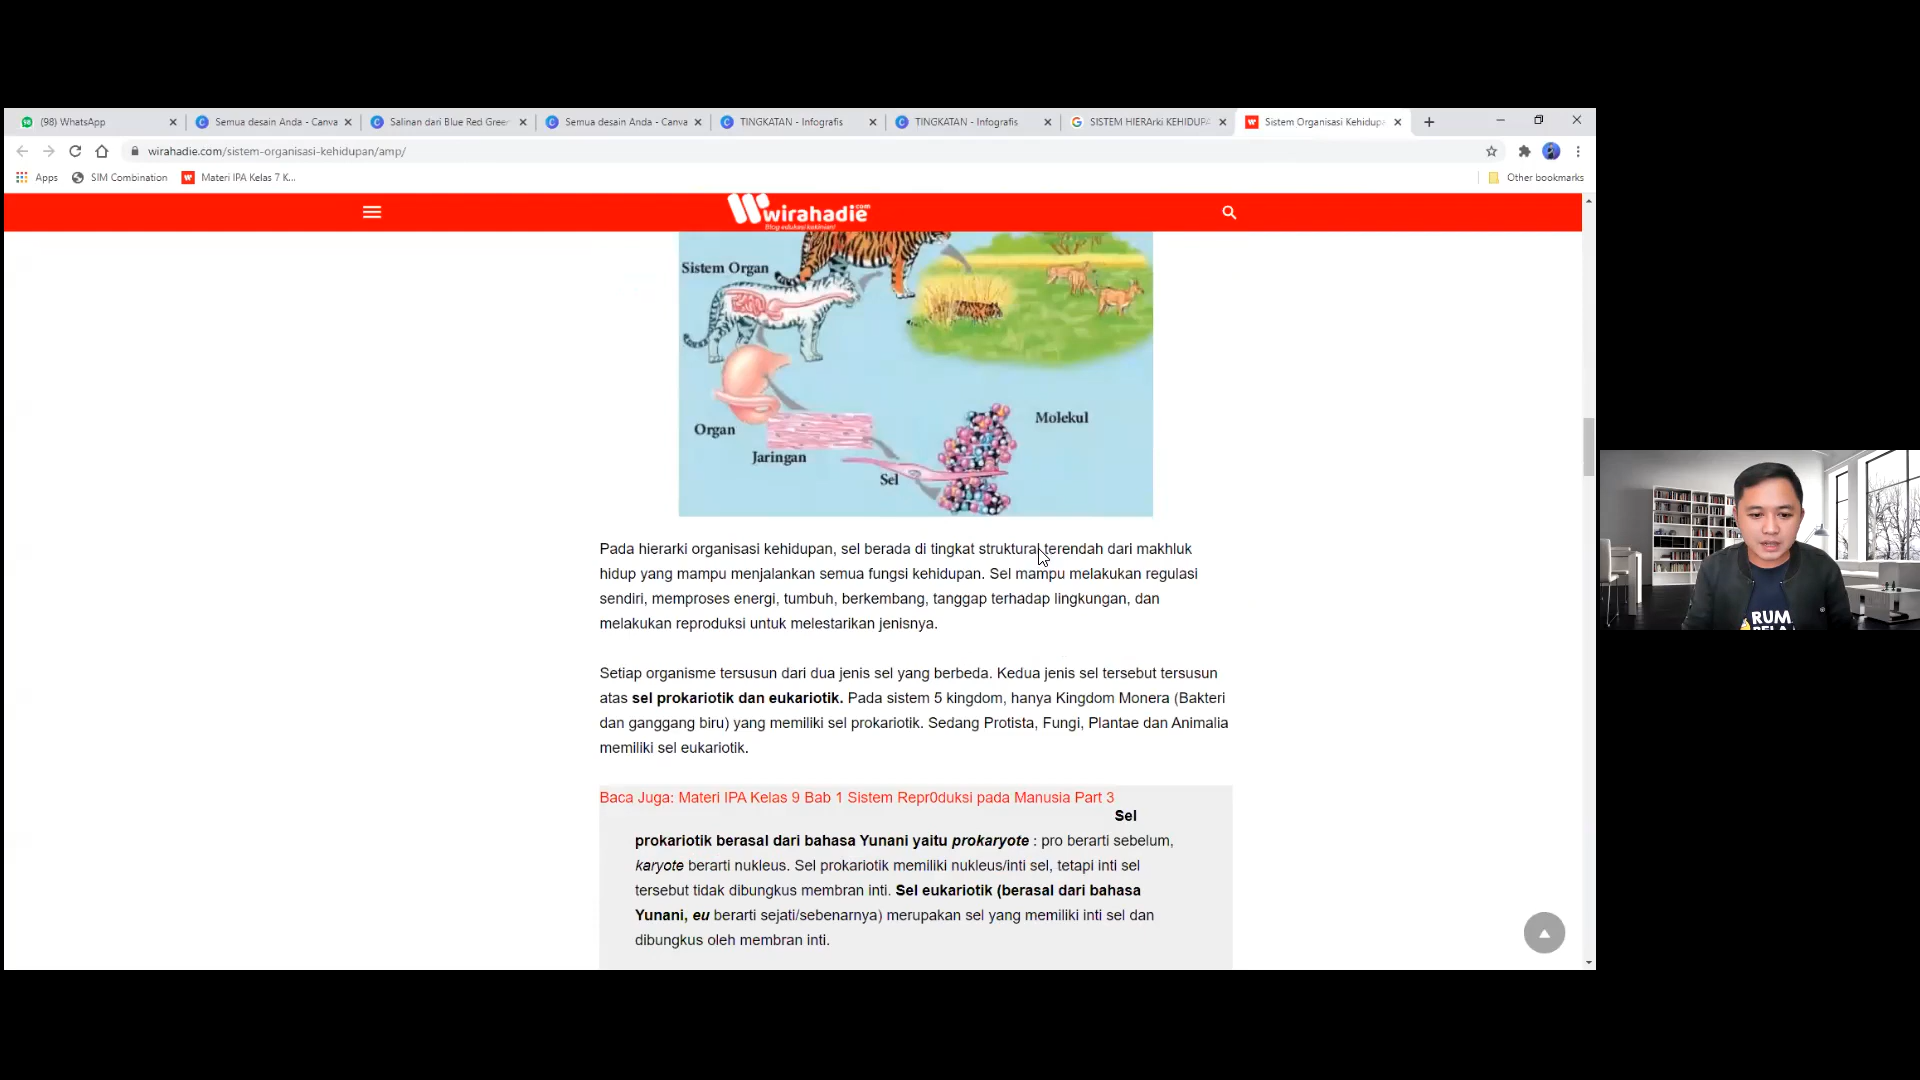 (98) WhatsApp
Semua desain Anda - Canva
Salinan dari Blue Red Green
Semua desain Anda - Canva
TINGKATAN - Infografis
TINGKATAN - Infografis
SISTEM HIERArki KEHIDUPA
Sistem Organisasi Kehidupa
wirahadie.com/sistem-organisasi-kehidupan/amp/
Apps
SIM Combination
Materi IPA Kelas 7 K...
Other bookmarks
wirahadie.com
Blog edukasi kekinian!
Sistem Organ
Molekul
Organ
Jaringan
Sel
Pada hierarki organisasi kehidupan, sel berada di tingkat struktural terendah dari makhluk
hidup yang mampu menjalankan semua fungsi kehidupan. Sel mampu melakukan regulasi
sendiri, memproses energi, tumbuh, berkembang, tanggap terhadap lingkungan, dan
melakukan reproduksi untuk melestarikan jenisnya.
Setiap organisme tersusun dari dua jenis sel yang berbeda. Kedua jenis sel tersebut tersusun
atas sel prokariotik dan eukariotik. Pada sistem 5 kingdom, hanya Kingdom Monera (Bakteri
dan ganggang biru) yang memiliki sel prokariotik. Sedang Protista, Fungi, Plantae dan Animalia
memiliki sel eukariotik.
Baca Juga: Materi IPA Kelas 9 Bab 1 Sistem Repr0duksi pada Manusia Part 3
Sel
prokariotik berasal dari bahasa Yunani yaitu prokaryote : pro berarti sebelum,
karyote berarti nukleus. Sel prokariotik memiliki nukleus/inti sel, tetapi inti sel
tersebut tidak dibungkus membran inti. Sel eukariotik (berasal dari bahasa
Yunani, eu berarti sejati/sebenarnya) merupakan sel yang memiliki inti sel dan
dibungkus oleh membran inti.
RUM